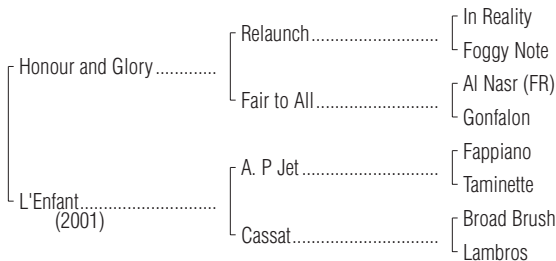 In Reality
Relaunch
Foggy Note
Honour and Glory
Al Nasr (FR)
Fair to All
Gonfalon
Fappiano
A. P Jet
Taminette
L'Enfant
(2001)
Broad Brush
Cassat
Lambros